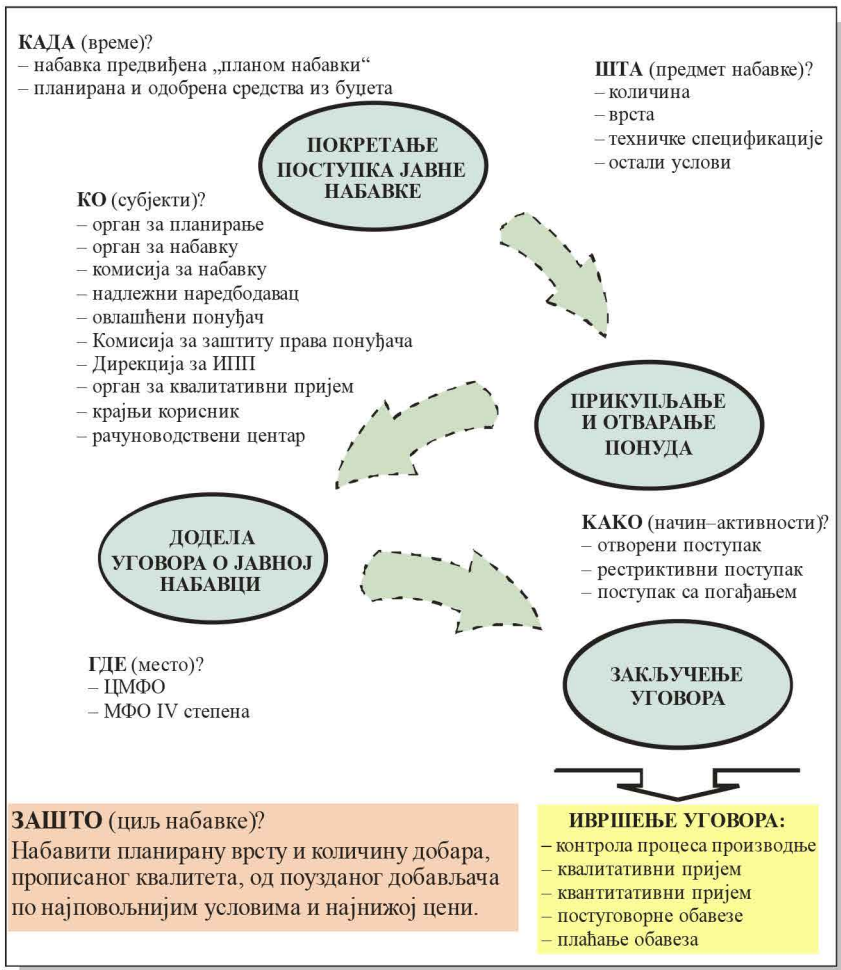 КАДА (време)?
– набавка предвиђена „планом набавки“
– планирана и одобрена средства из буџета
ШТА (предмет набавке)?
– количина
– врста
– техничке спецификације
– остали услови
ПОКРЕТАЊЕ
ПОСТУПКА ЈАВНЕ
НАБАВКЕ
КО (субјекти)?
– орган за планирање
– орган за набавку
– комисија за набавку
– надлежни наредбодавац
– овлашћени понуђач
– Комисија за заштиту права понуђача
– Дирекција за ИПП
– орган за квалитативни пријем
– крајњи корисник
– рачуноводствени центар
ПРИКУПЉАЊЕ
И ОТВАРАЊЕ
ПОНУДА
ДОДЕЛА
УГОВОРА О ЈАВНОЈ
НАБАВЦИ
КАКО (начин–активности)?
– отворени поступак
– рестриктивни поступак
– поступак са погађањем
ГДЕ (место)?
– ЦМФО
– МФО IV степена
ЗАКЉУЧЕЊЕ
УГОВОРА
ЗАШТО (циљ набавке)?
Набавити планирану врсту и количину добара,
прописаног квалитета, од поузданог добављача
по најповољнијим условима и најнижој цени.
ИВРШЕЊЕ УГОВОРА:
– контрола процеса производње
– квалитативни пријем
– квантитативни пријем
– постуговорне обавезе
– плаћање обавеза